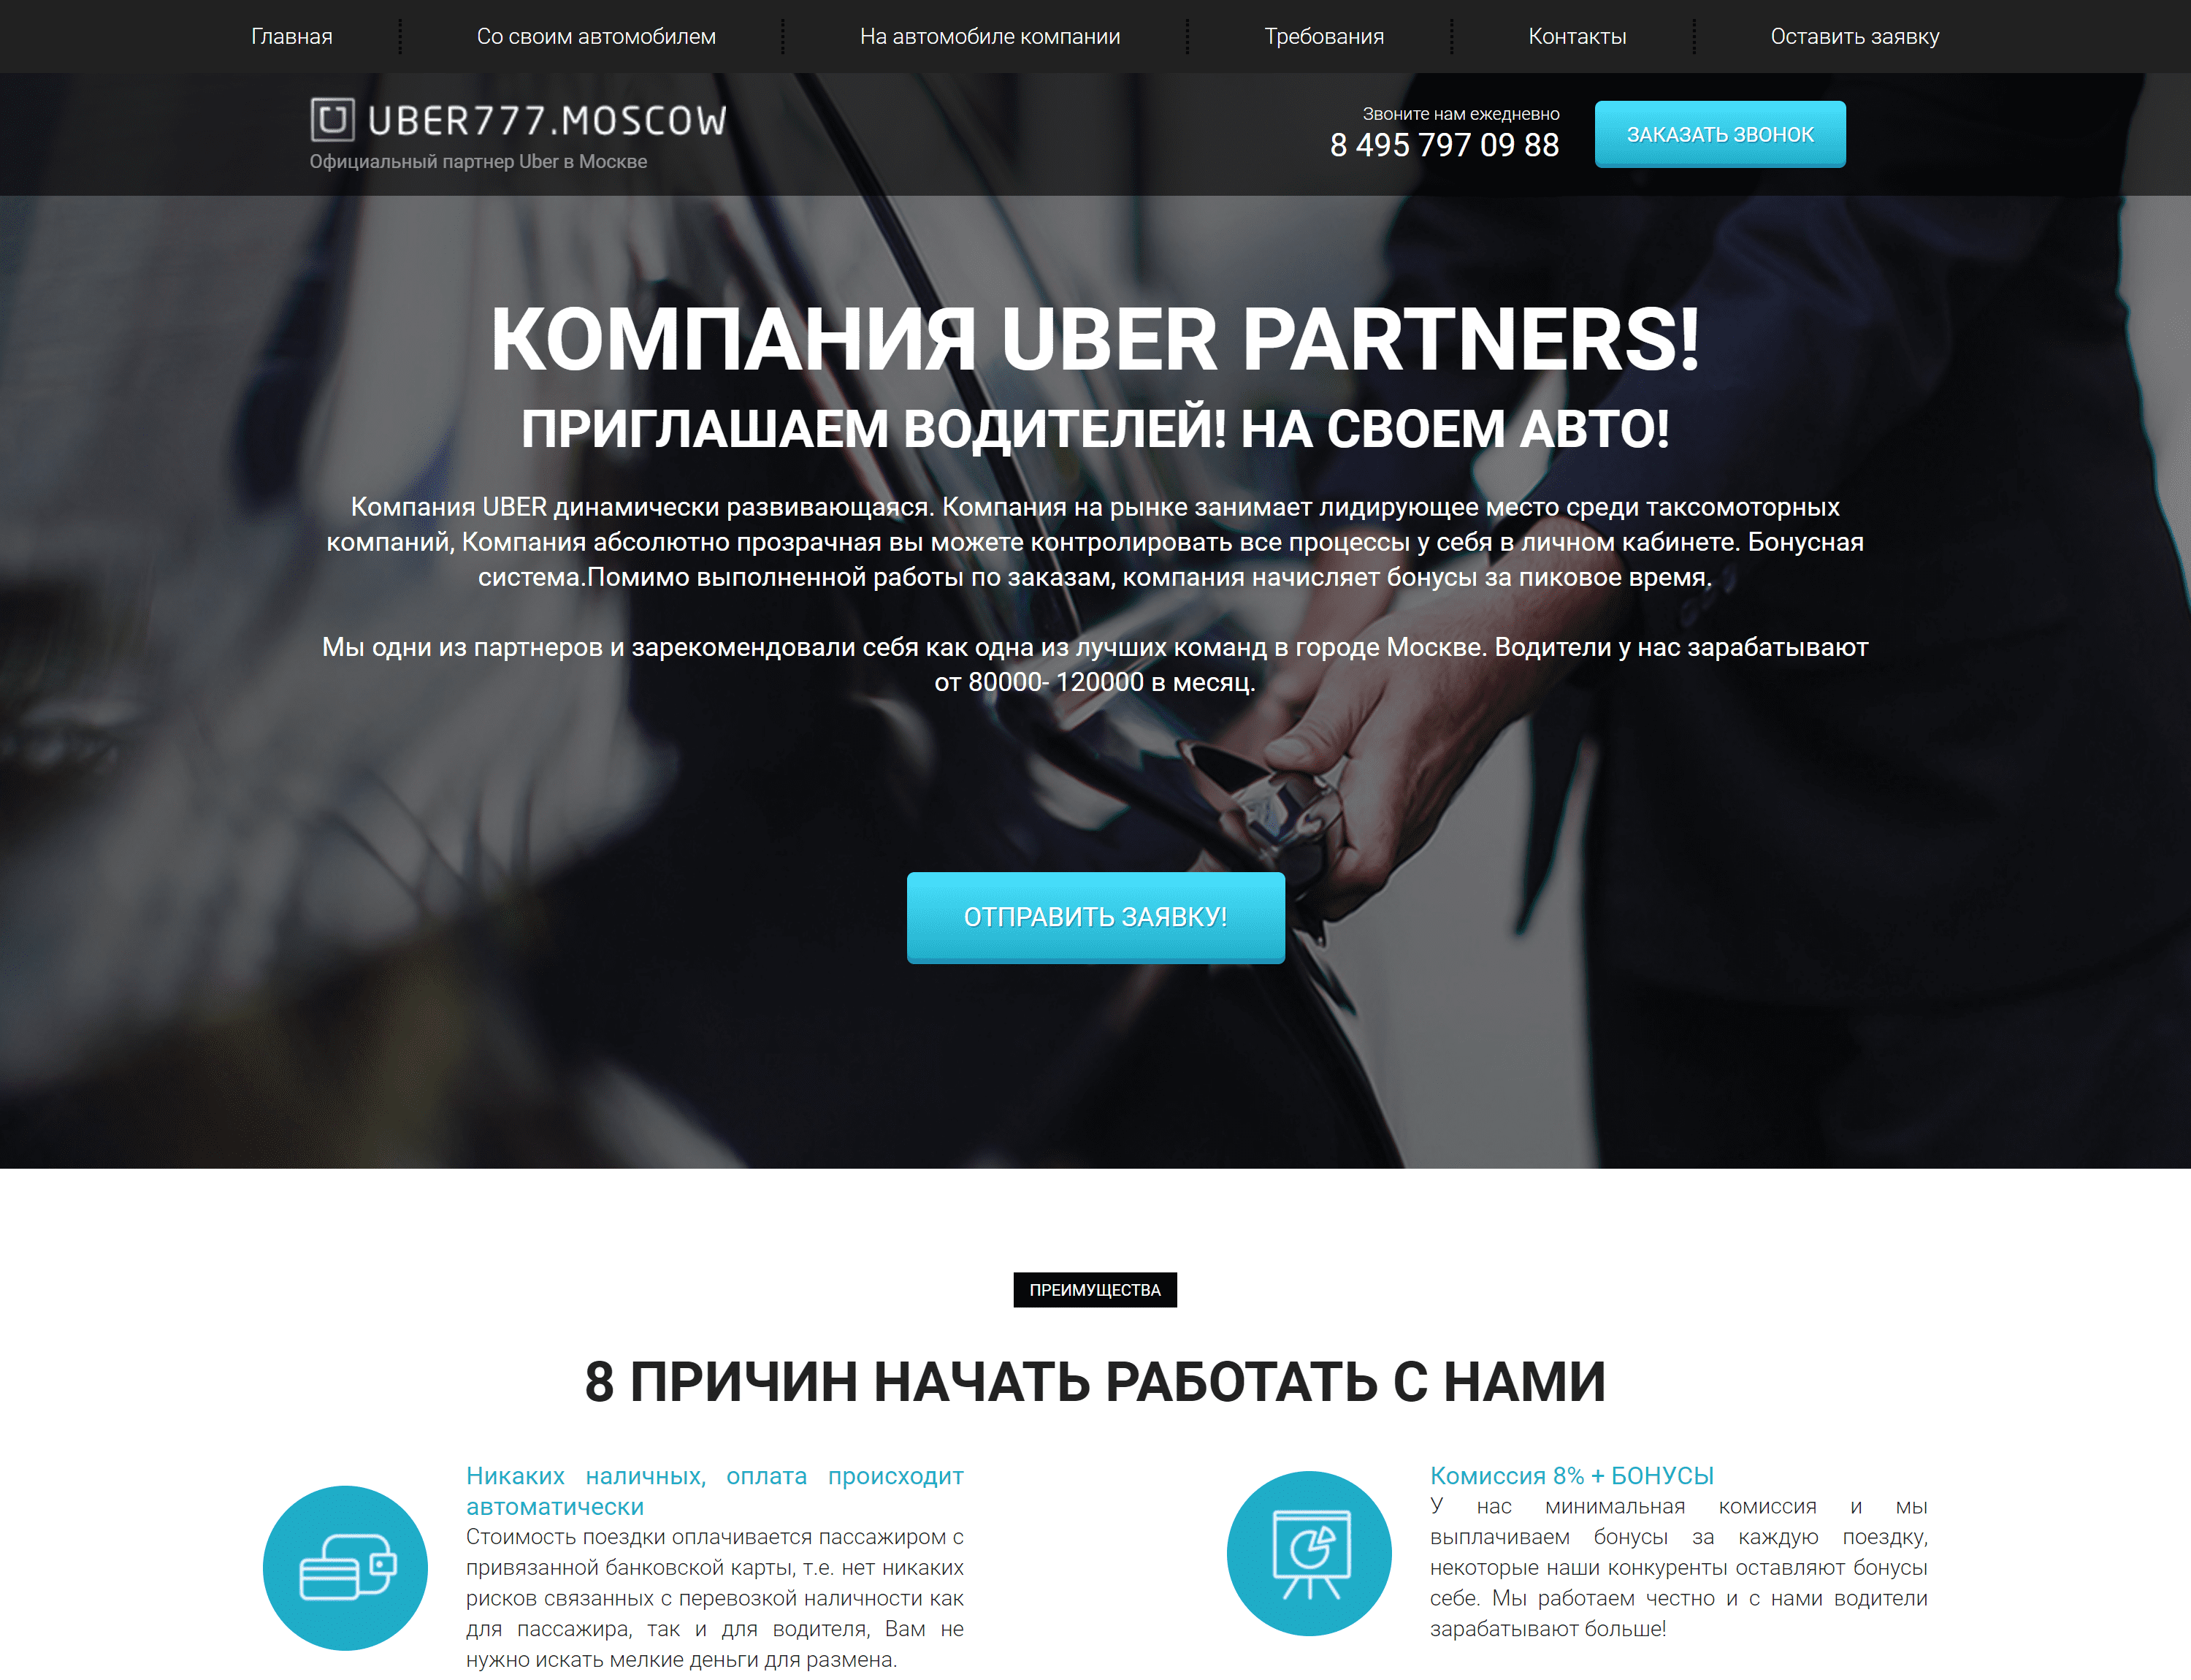 Главная
Со своим автомобилем
На автомобиле компании
Требования
Контакты
Оставить заявку
UBER777.MOSCOW
Официальный партнер Uber в Москве
Звоните нам ежедневно
8 495 797 09 88
ЗАКАЗАТЬ ЗВОНОК
КОМПАНИЯ UBER PARTNERS!
ПРИГЛАШАЕМ ВОДИТЕЛЕЙ! НА СВОЕМ АВТО!
Компания UBER динамически развивающаяся. Компания на рынке занимает лидирующее место среди таксомоторных
компаний, Компания абсолютно прозрачная вы можете контролировать все процессы у себя в личном кабинете. Бонусная
система.Помимо выполненной работы по заказам, компания начисляет бонусы за пиковое время.
Мы одни из партнеров и зарекомендовали себя как одна из лучших команд в городе Москве. Водители у нас зарабатывают
от 80000- 120000 в месяц.
ОТПРАВИТЬ ЗАЯВКУ!
ПРЕИМУЩЕСТВА
8 ПРИЧИН НАЧАТЬ РАБОТАТЬ С НАМИ
Никаких наличных, оплата происходит
автоматически
Стоимость поездки оплачивается пассажиром с
привязанной банковской карты, т.е. нет никаких
рисков связанных с перевозкой наличности как
для пассажира, так и для водителя, Вам не
нужно искать мелкие деньги для размена.
Комиссия 8% + БОНУСЫ
У нас минимальная комиссия и мы
выплачиваем бонусы за каждую поездку,
некоторые наши конкуренты оставляют бонусы
себе. Мы работаем честно и с нами водители
зарабатывают больше!